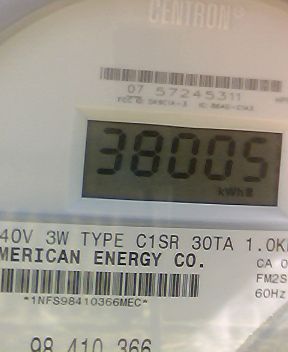 CENTRON®
07 57245311
38005
kWh
40V 3W TYPE C1SR 30TA 1.0K
MERICAN ENERGY CO.
CA 0
FM2S
60Hz
*1NFS98410366MEC*
98 410 366